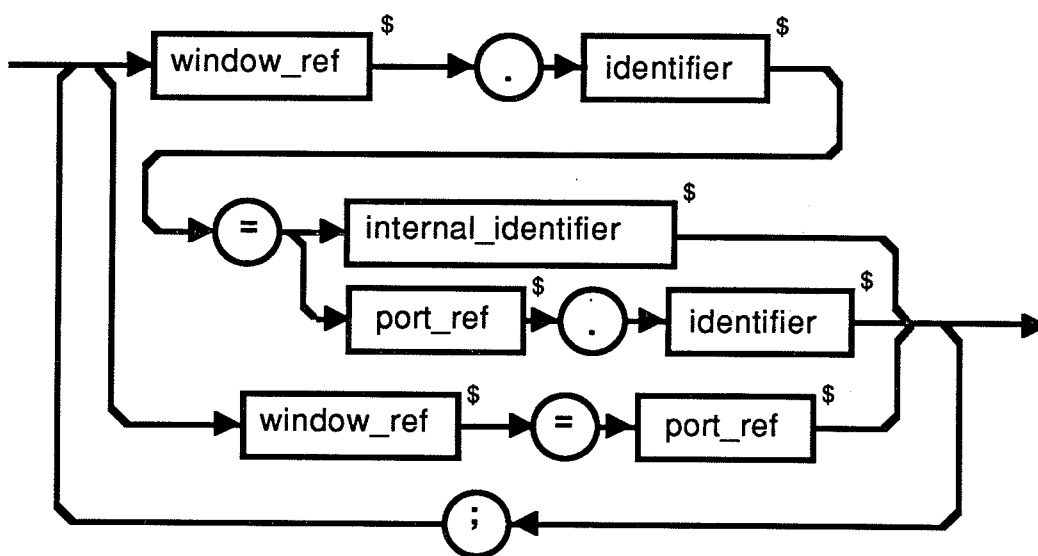 $ $
window_ref . identifier
$
= internal_identifier
$ $
port_ref . identifier
$ $
window_ref = port_ref
;